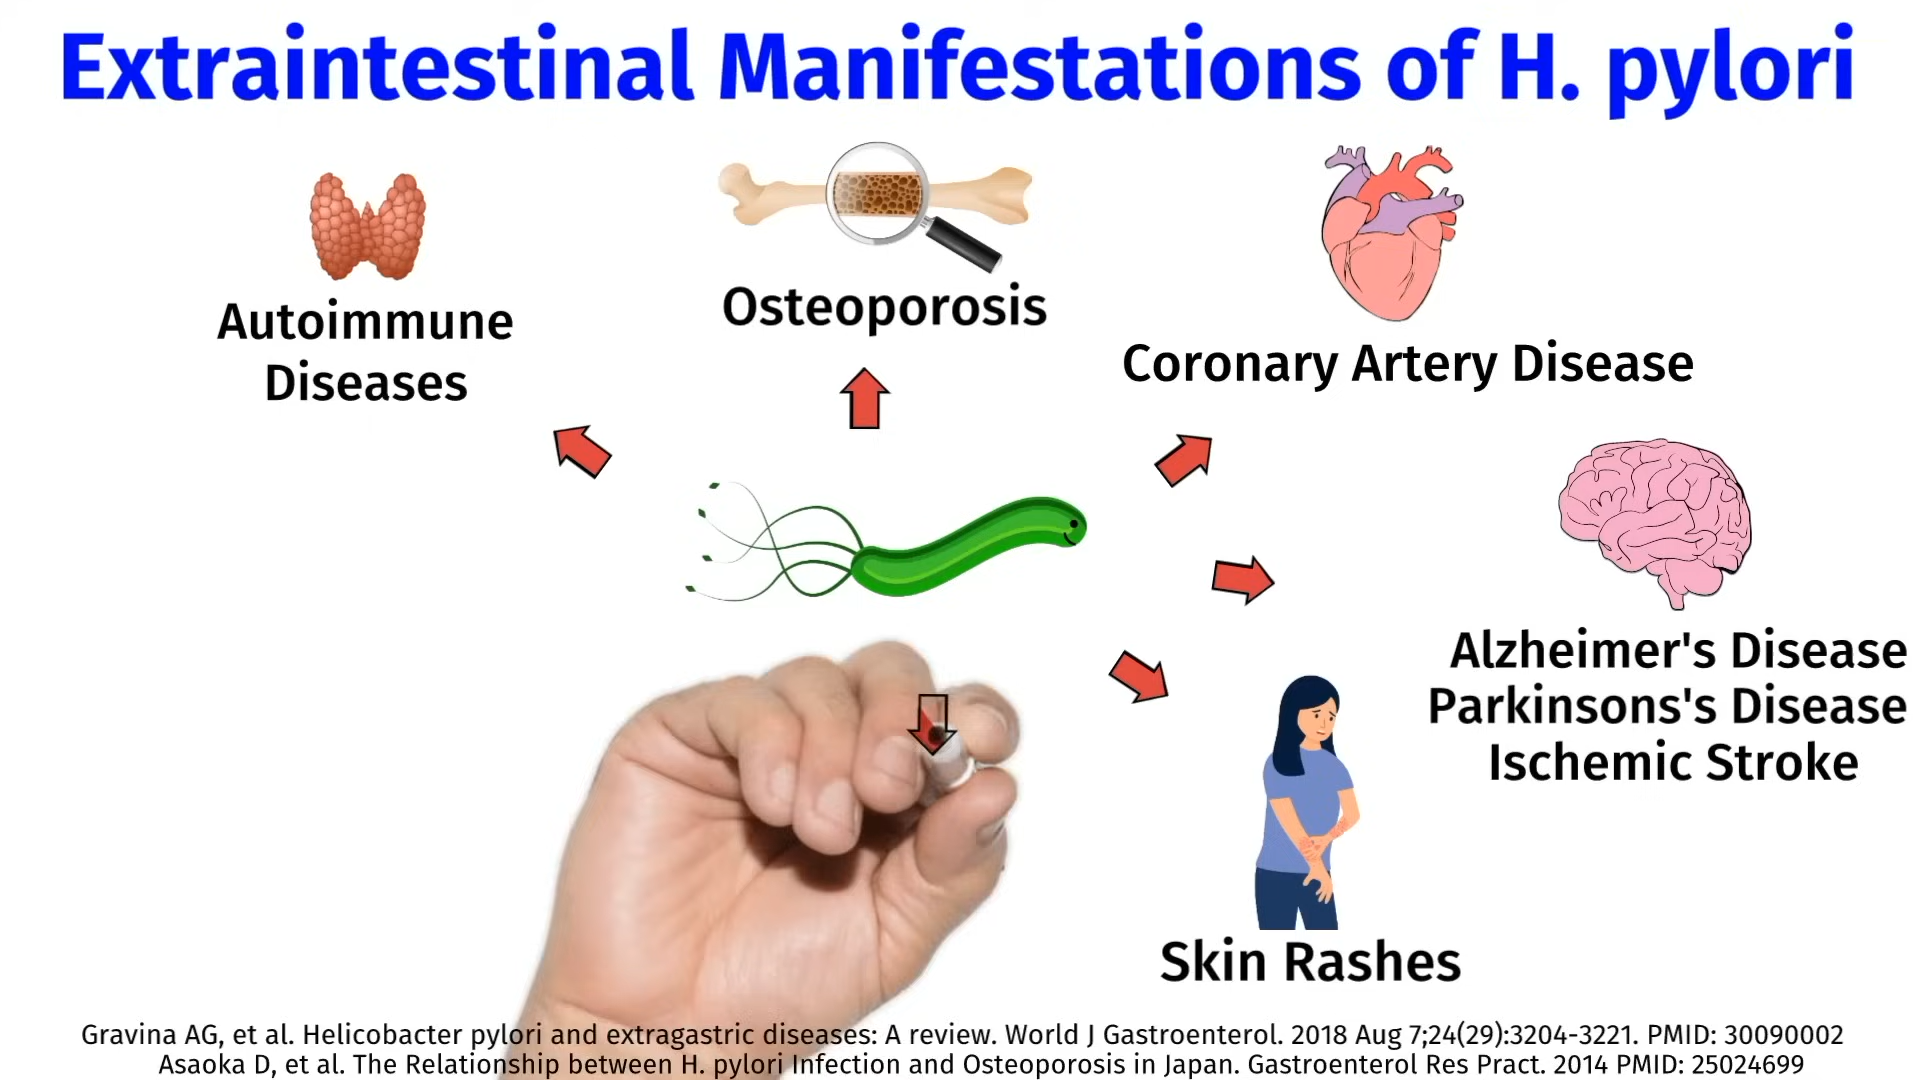 Extraintestinal Manifestations of H. pylori
Autoimmune
Diseases
Osteoporosis
Coronary Artery Disease
Alzheimer's Disease
Parkinsons's Disease
Ischemic Stroke
Skin Rashes
Gravina AG, et al. Helicobacter pylori and extragastric diseases: A review. World J Gastroenterol. 2018 Aug 7;24(29):3204-3221. PMID: 30090002
Asaoka D, et al. The Relationship between H. pylori Infection and Osteoporosis in Japan. Gastroenterol Res Pract. 2014 PMID: 25024699